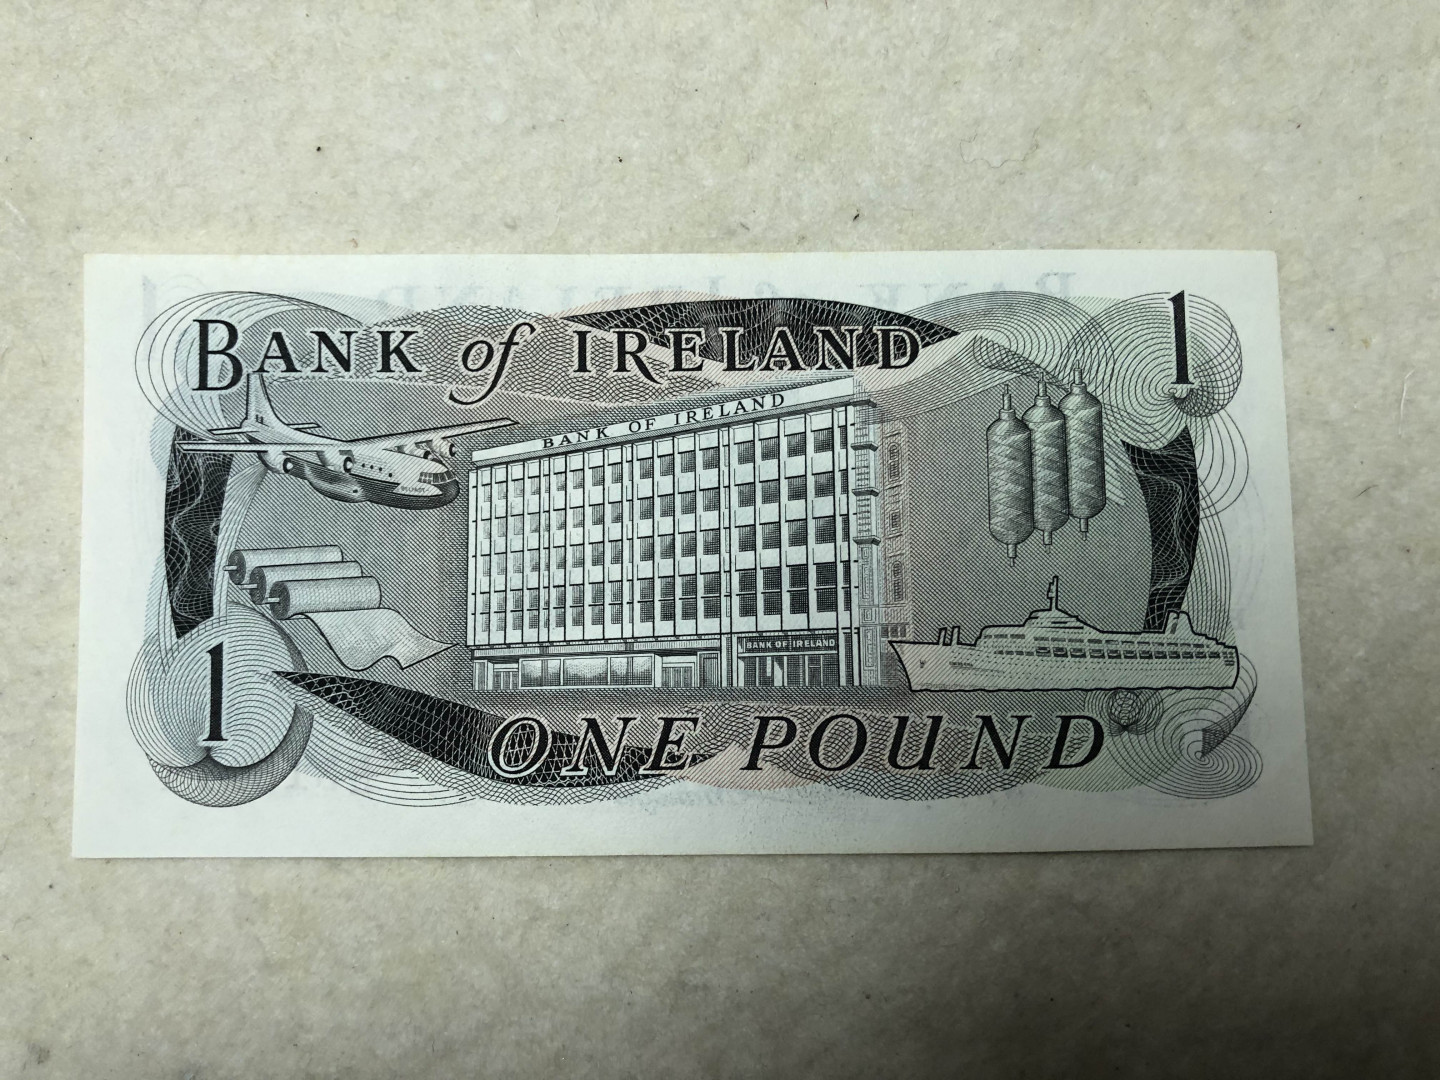 BANK of IRELAND
1
BANK OF IRELAND
BANK OF IRELAND
1
ONE POUND